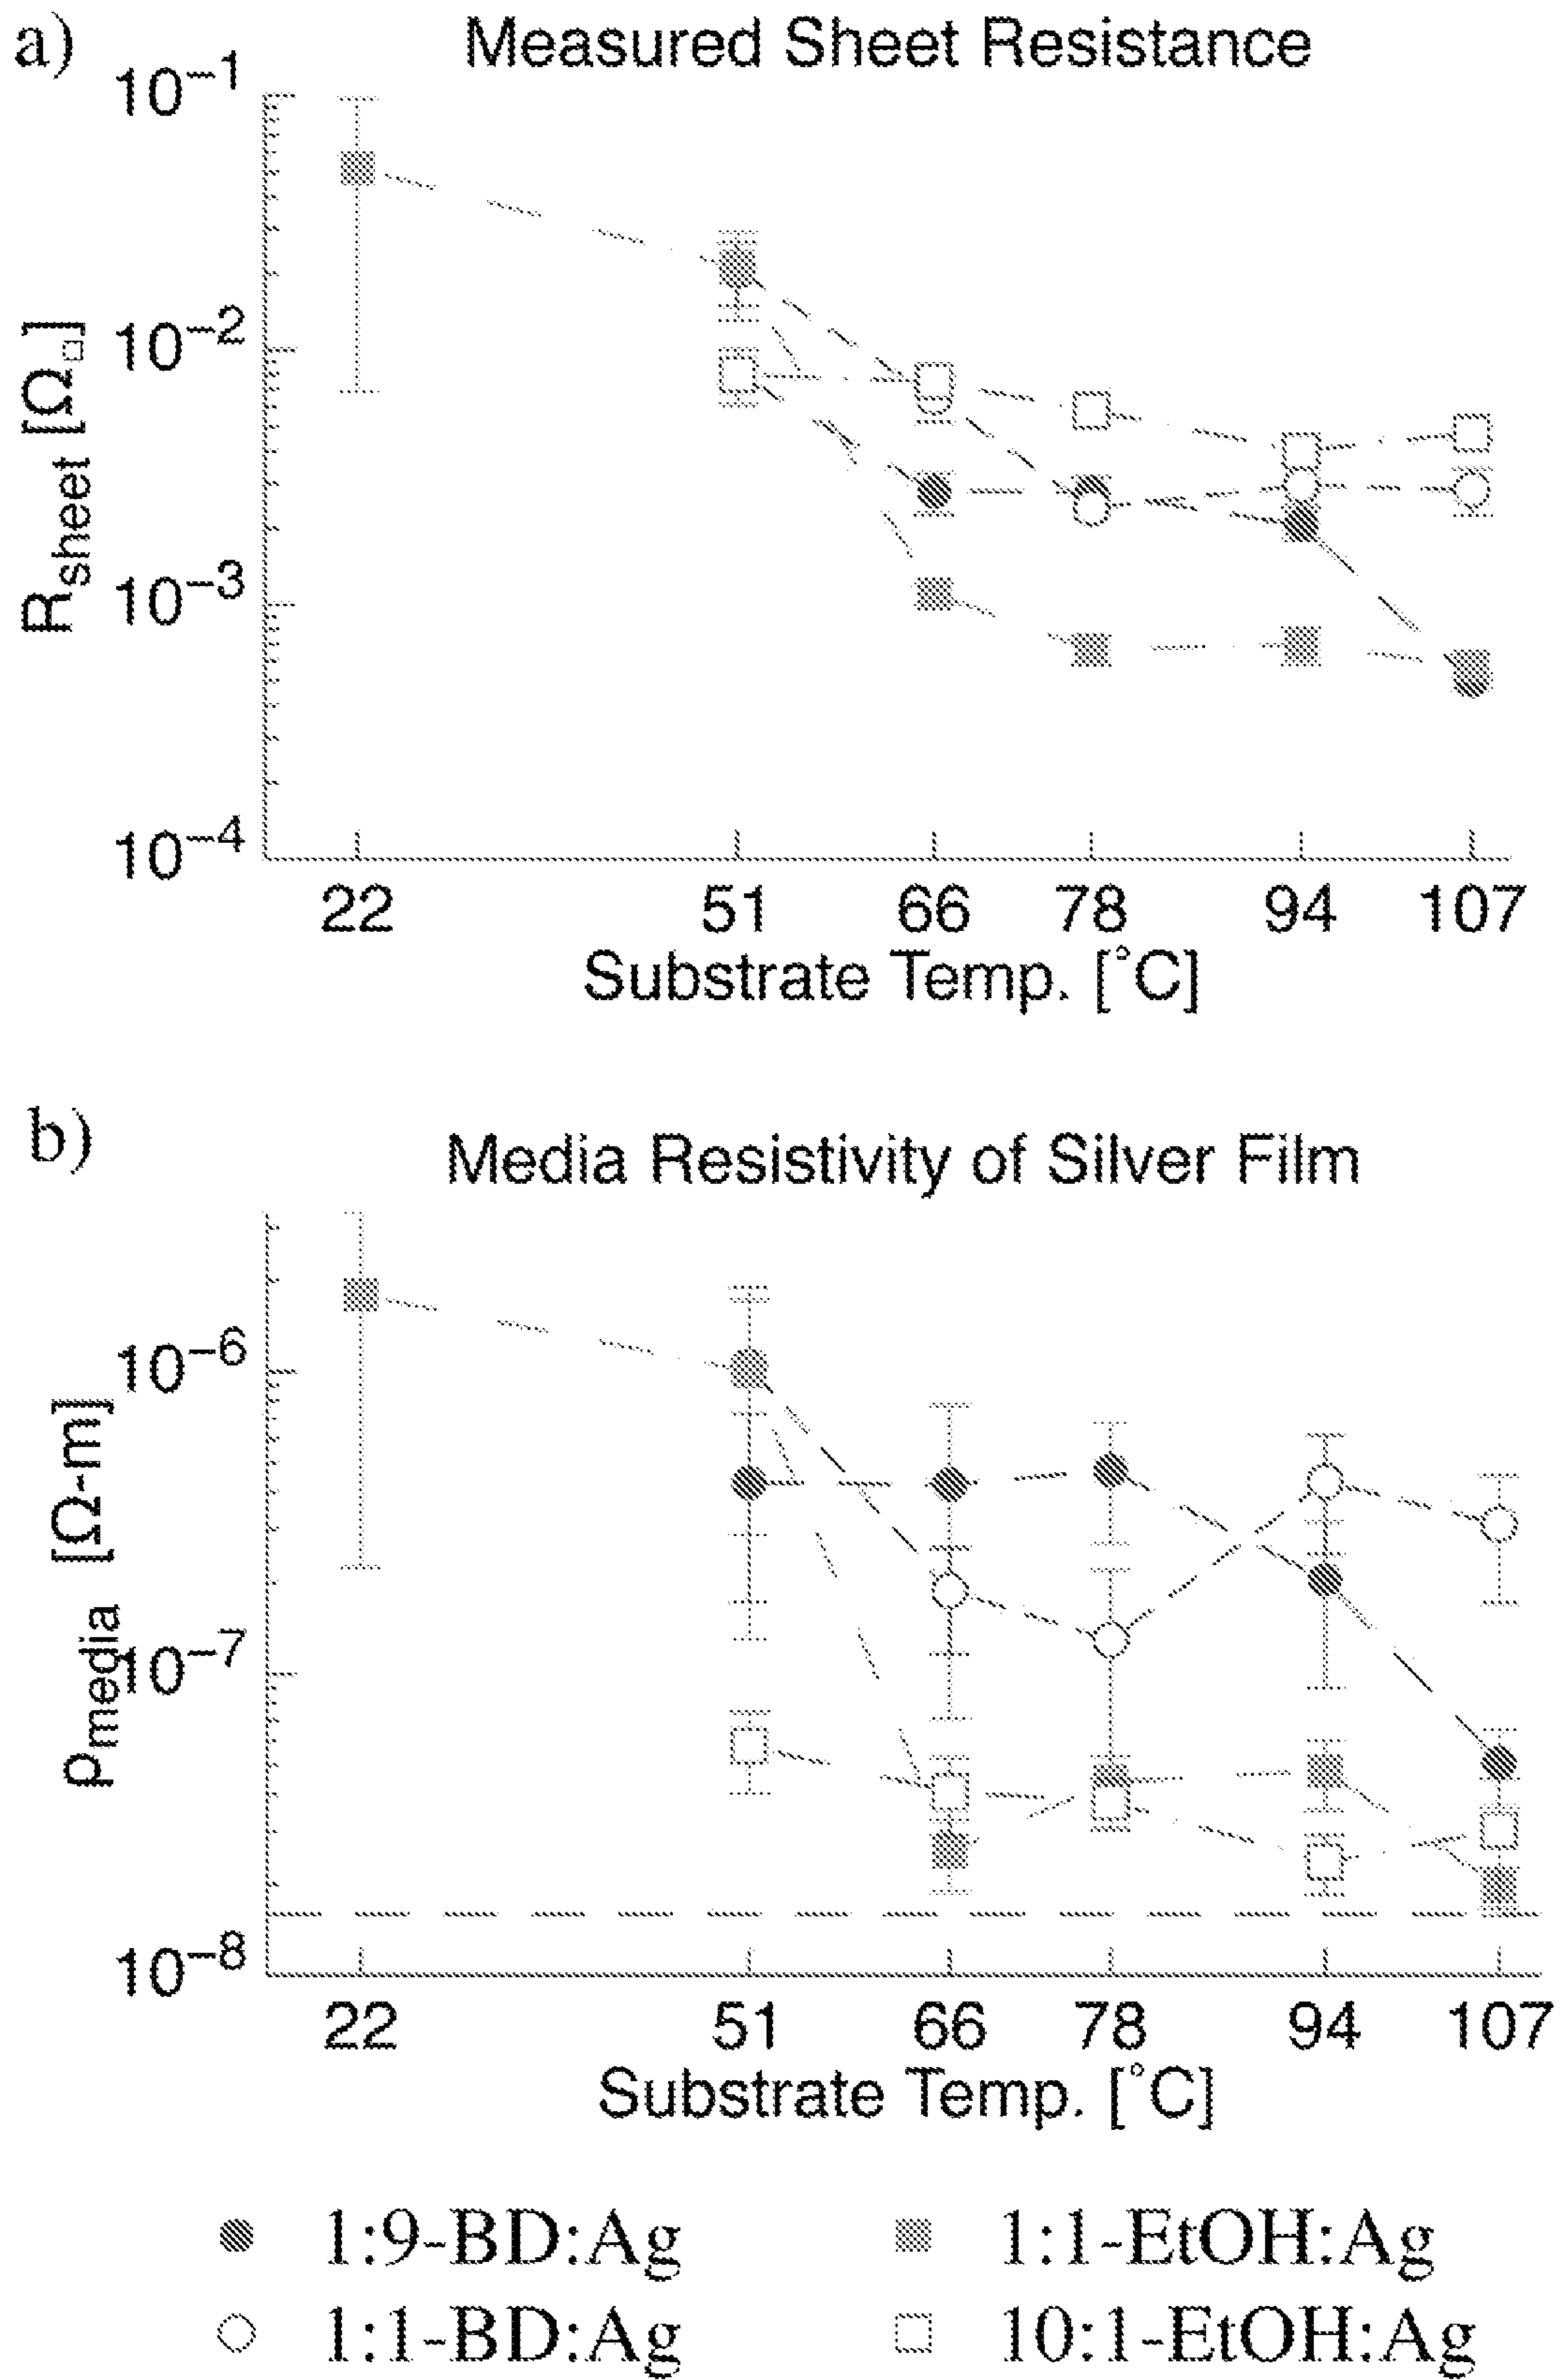 a) Measured Sheet Resistance
10⁻¹
10⁻²
10⁻³
10⁻⁴
R_sheet [Ω□]
22 51 66 78 94 107
Substrate Temp. [°C]
b) Media Resistivity of Silver Film
10⁻⁶
10⁻⁷
10⁻⁸
ρ_media [Ω-m]
22 51 66 78 94 107
Substrate Temp. [°C]
1:9-BD:Ag 1:1-EtOH:Ag
1:1-BD:Ag 10:1-EtOH:Ag